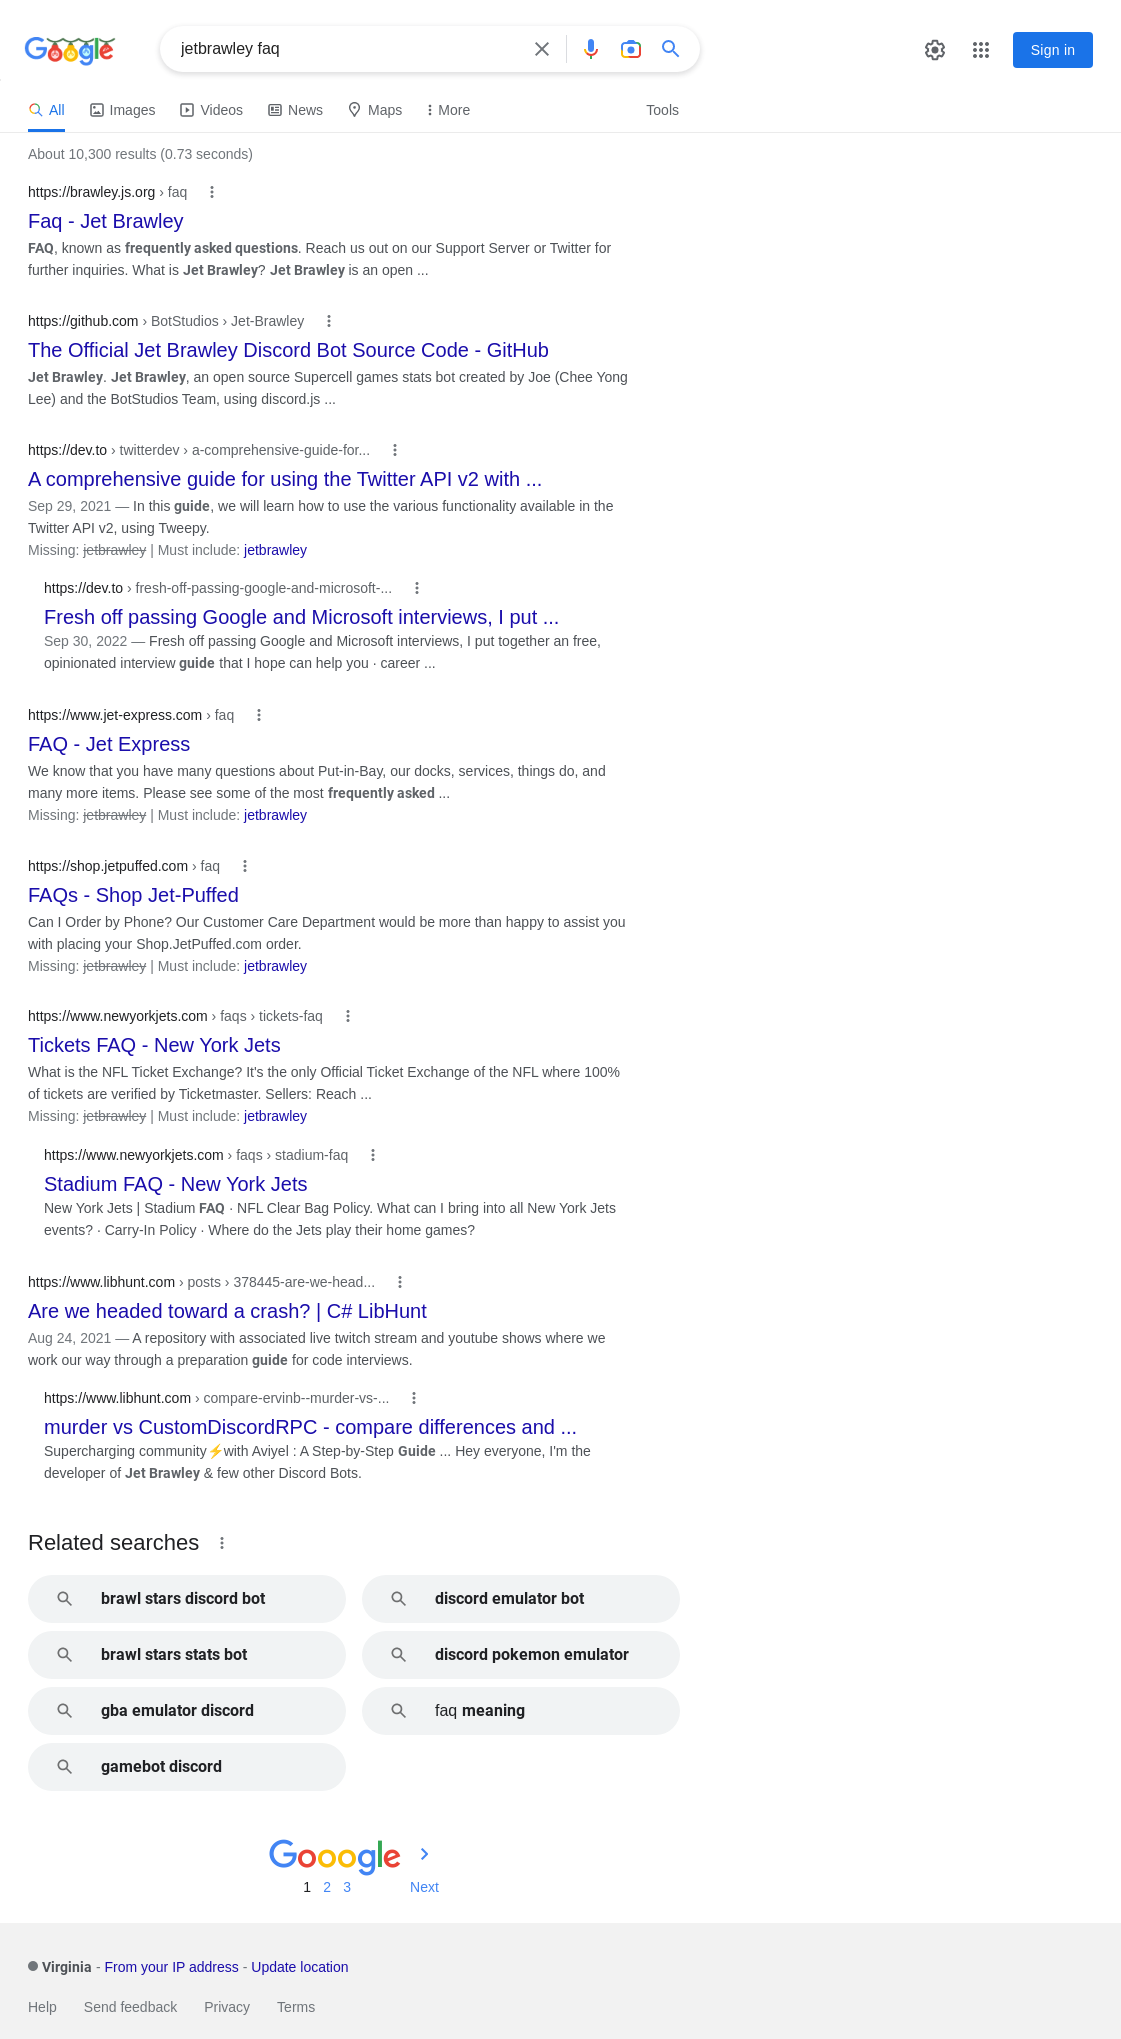 Google
jetbrawley faq
Sign in
All Images Videos News Maps More Tools
About 10,300 results (0.73 seconds)
https://brawley.js.org › faq
Faq - Jet Brawley
FAQ, known as frequently asked questions. Reach us out on our Support Server or Twitter for
further inquiries. What is Jet Brawley? Jet Brawley is an open ...
https://github.com › BotStudios › Jet-Brawley
The Official Jet Brawley Discord Bot Source Code - GitHub
Jet Brawley. Jet Brawley, an open source Supercell games stats bot created by Joe (Chee Yong
Lee) and the BotStudios Team, using discord.js ...
https://dev.to › twitterdev › a-comprehensive-guide-for...
A comprehensive guide for using the Twitter API v2 with ...
Sep 29, 2021 — In this guide, we will learn how to use the various functionality available in the
Twitter API v2, using Tweepy.
Missing: jetbrawley | Must include: jetbrawley
https://dev.to › fresh-off-passing-google-and-microsoft-...
Fresh off passing Google and Microsoft interviews, I put ...
Sep 30, 2022 — Fresh off passing Google and Microsoft interviews, I put together an free,
opinionated interview guide that I hope can help you · career ...
https://www.jet-express.com › faq
FAQ - Jet Express
We know that you have many questions about Put-in-Bay, our docks, services, things do, and
many more items. Please see some of the most frequently asked ...
Missing: jetbrawley | Must include: jetbrawley
https://shop.jetpuffed.com › faq
FAQs - Shop Jet-Puffed
Can I Order by Phone? Our Customer Care Department would be more than happy to assist you
with placing your Shop.JetPuffed.com order.
Missing: jetbrawley | Must include: jetbrawley
https://www.newyorkjets.com › faqs › tickets-faq
Tickets FAQ - New York Jets
What is the NFL Ticket Exchange? It's the only Official Ticket Exchange of the NFL where 100%
of tickets are verified by Ticketmaster. Sellers: Reach ...
Missing: jetbrawley | Must include: jetbrawley
https://www.newyorkjets.com › faqs › stadium-faq
Stadium FAQ - New York Jets
New York Jets | Stadium FAQ · NFL Clear Bag Policy. What can I bring into all New York Jets
events? · Carry-In Policy · Where do the Jets play their home games?
https://www.libhunt.com › posts › 378445-are-we-head...
Are we headed toward a crash? | C# LibHunt
Aug 24, 2021 — A repository with associated live twitch stream and youtube shows where we
work our way through a preparation guide for code interviews.
https://www.libhunt.com › compare-ervinb--murder-vs-...
murder vs CustomDiscordRPC - compare differences and ...
Supercharging community⚡with Aviyel : A Step-by-Step Guide ... Hey everyone, I'm the
developer of Jet Brawley & few other Discord Bots.
Related searches
brawl stars discord bot
discord emulator bot
brawl stars stats bot
discord pokemon emulator
gba emulator discord
faq meaning
gamebot discord
Gooogle
1 2 3 Next
Virginia - From your IP address - Update location
Help Send feedback Privacy Terms